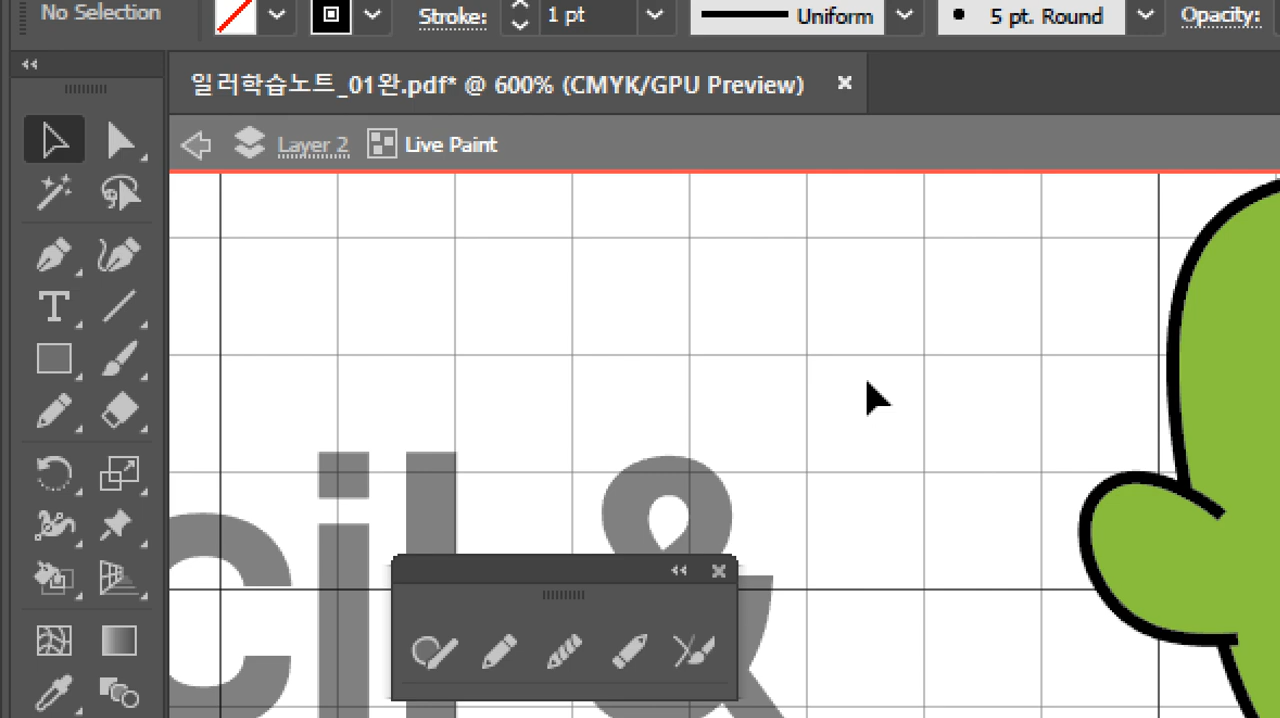 No Selection Stroke: 1 pt Uniform 5 pt. Round Opacity:
일러학습노트_01완.pdf* @ 600% (CMYK/GPU Preview)
Layer 2 Live Paint
cil &